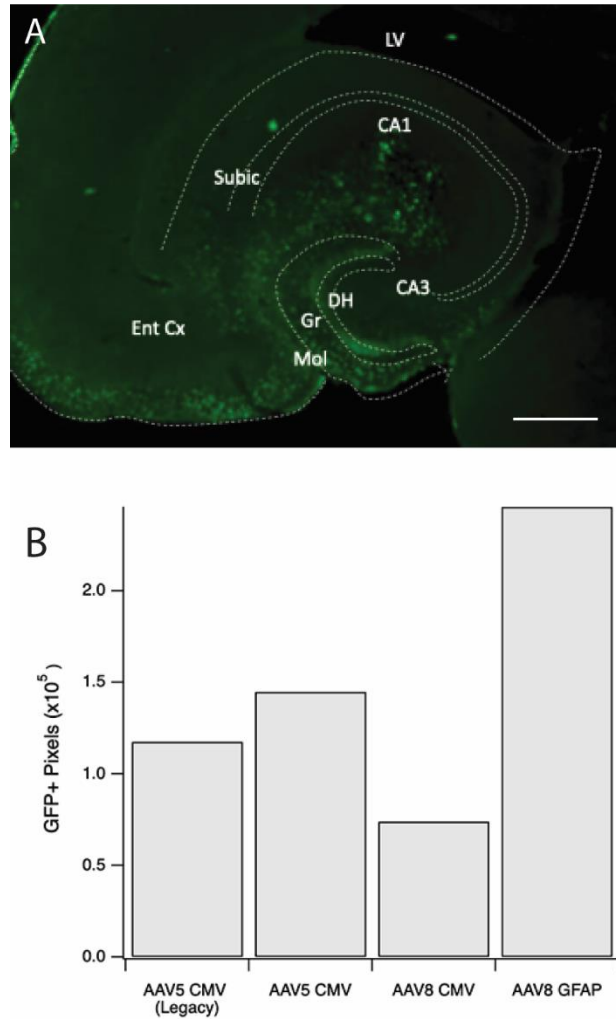 A
LV
CA1
Subic
CA3
DH
Gr
Ent Cx
Mol
B
GFP+ Pixels (x10⁵)
2.0
1.5
1.0
0.5
0.0
AAV5 CMV
(Legacy)
AAV5 CMV
AAV8 CMV
AAV8 GFAP